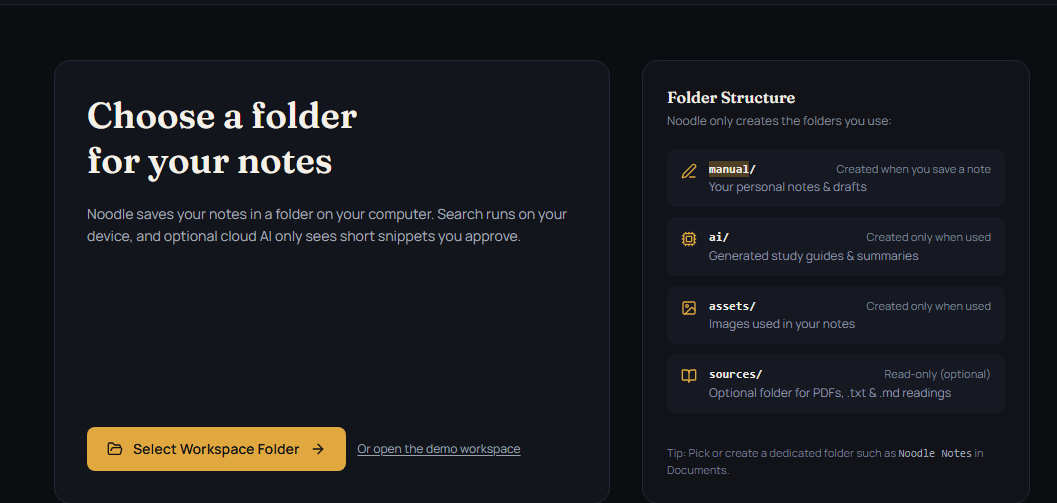 Choose a folder
for your notes
Noodle saves your notes in a folder on your computer. Search runs on your
device, and optional cloud AI only sees short snippets you approve.
Select Workspace Folder →
Or open the demo workspace
Folder Structure
Noodle only creates the folders you use:
manual/ Created when you save a note
Your personal notes & drafts
ai/ Created only when used
Generated study guides & summaries
assets/ Created only when used
Images used in your notes
sources/ Read-only (optional)
Optional folder for PDFs, .txt & .md readings
Tip: Pick or create a dedicated folder such as Noodle Notes in
Documents.